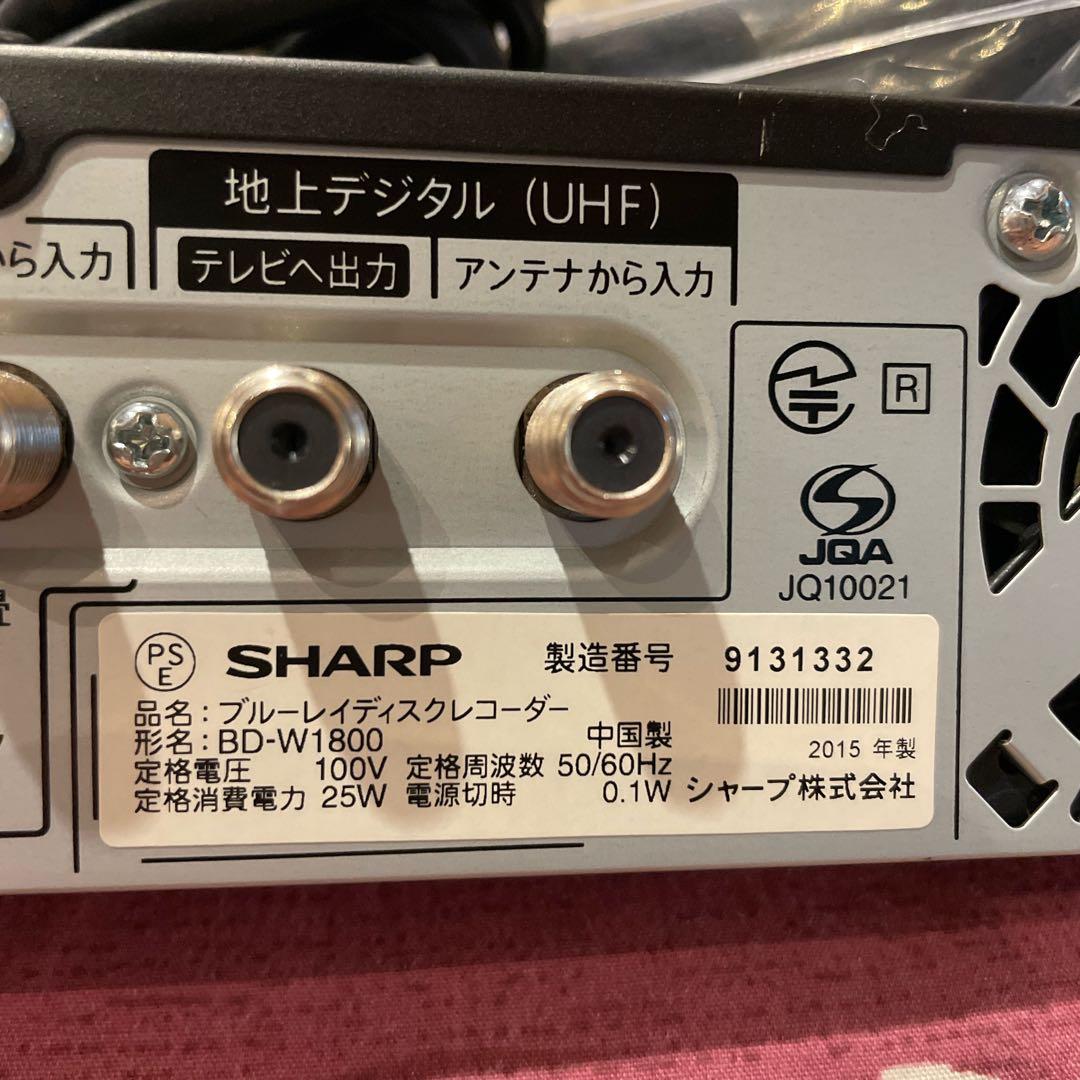 地上デジタル (UHF)
から入力
テレビへ出力
アンテナから入力
R
JQA
JQ10021
PS
E
SHARP 製造番号 9131332
品名:ブルーレイディスクレコーダー
形名:BD-W1800 中国製
2015 年製
定格電圧 100V 定格周波数 50/60Hz
定格消費電力 25W 電源切時 0.1W シャープ株式会社